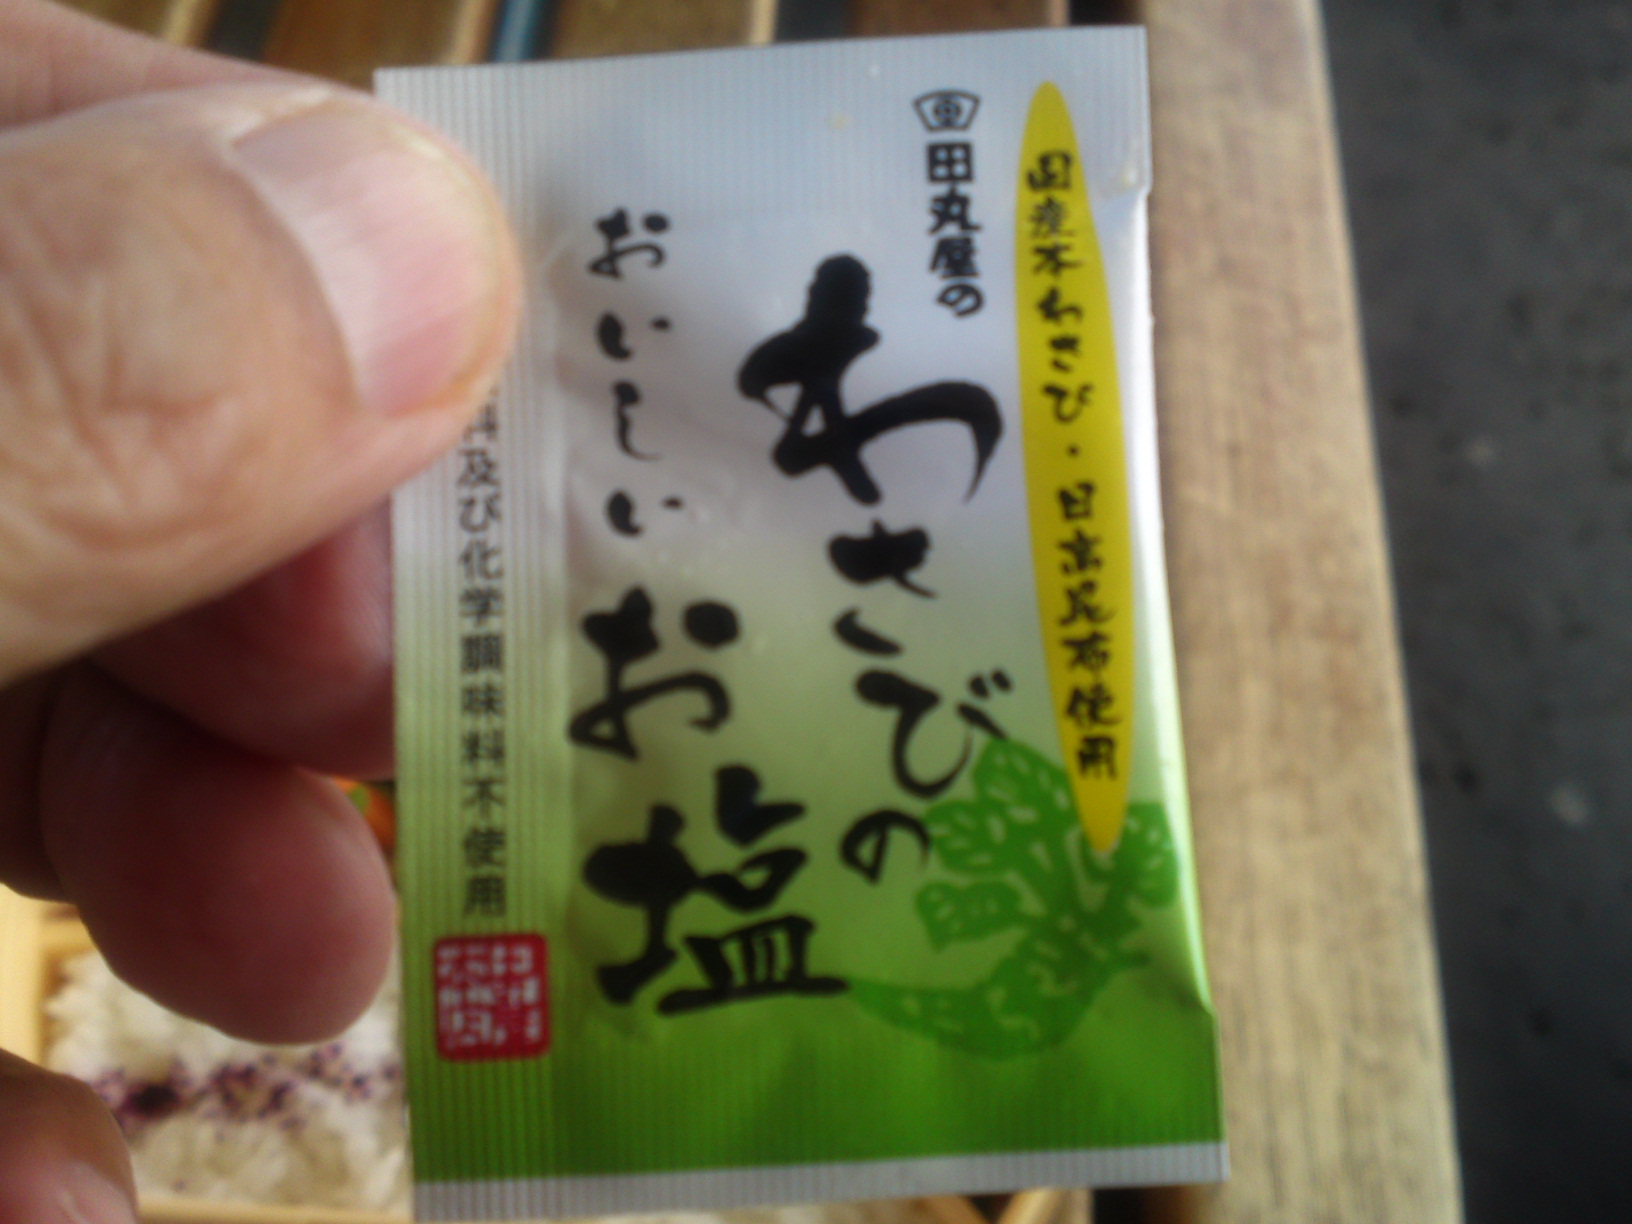 国産本わさび・日高昆布使用
田丸屋の
わさびの
おいしいお塩
料及び化学調味料不使用